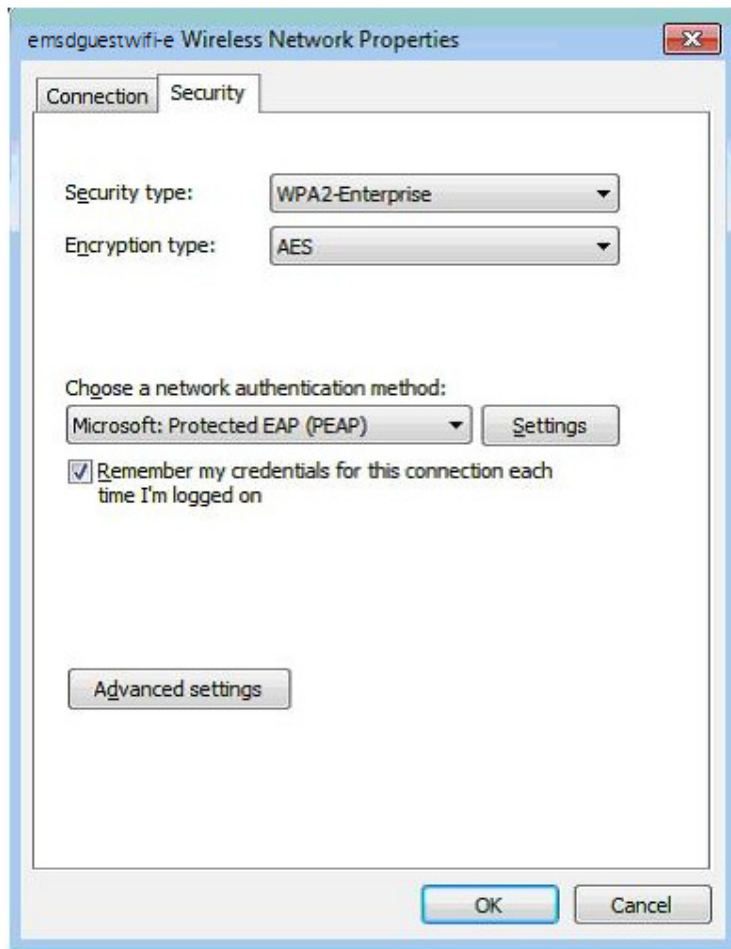 emsdguestwifi-e Wireless Network Properties
Connection
Security
Security type:
WPA2-Enterprise
Encryption type:
AES
Choose a network authentication method:
Microsoft: Protected EAP (PEAP)
Settings
Remember my credentials for this connection each
time I'm logged on
Advanced settings
OK
Cancel